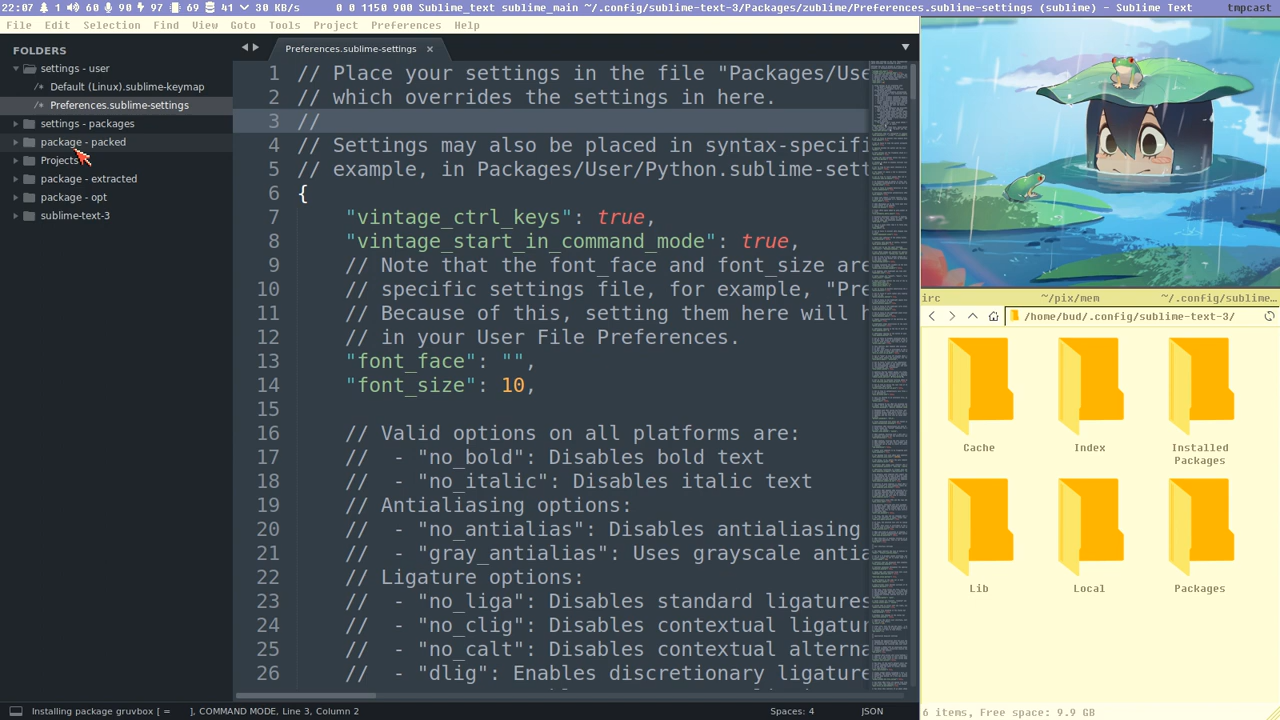 22:07 1 60 90 97 69 41 30 KB/s 0 0 1150 900 Sublime_text sublime_main ~/.config/sublime-text-3/Packages/zublime/Preferences.sublime-settings (sublime) - Sublime Text tmpcast
File Edit Selection Find View Goto Tools Project Preferences Help
FOLDERS
settings - user
Default (Linux).sublime-keymap
Preferences.sublime-settings
settings - packages
package - packed
Projects
package - extracted
package - opt
sublime-text-3
Preferences.sublime-settings ×
1 // Place your settings in the file "Packages/Use
2 // which overrides the settings in here.
3 //
4 // Settings may also be placed in syntax-specifi
5 // example, in Packages/User/Python.sublime-sett
6 {
7 "vintage_ctrl_keys": true,
8 "vintage_start_in_command_mode": true,
9 // Note that the font_face and font_size are
10 // specific settings file, for example, "Pre
11 // Because of this, setting them here will h
12 // in your User File Preferences.
13 "font_face": "",
14 "font_size": 10,
15
16 // Valid options on all platforms are:
17 //  - "no_bold": Disables bold text
18 //  - "no_italic": Disables italic text
19 // Antialiasing options:
20 //  - "no_antialias": Disables antialiasing
21 //  - "gray_antialias": Uses grayscale antia
22 // Ligature options:
23 //  - "no_liga": Disables standard ligatures
24 //  - "no_clig": Disables contextual ligatur
25 //  - "no_calt": Disables contextual alterna
26 //  - "dlig": Enables discretionary ligature
Installing package gruvbox [ = ], COMMAND MODE, Line 3, Column 2 Spaces: 4 JSON
irc ~/pix/mem ~/.config/sublime...
/home/bud/.config/sublime-text-3/
Cache Index Installed
Packages
Lib Local Packages
6 items, Free space: 9.9 GB